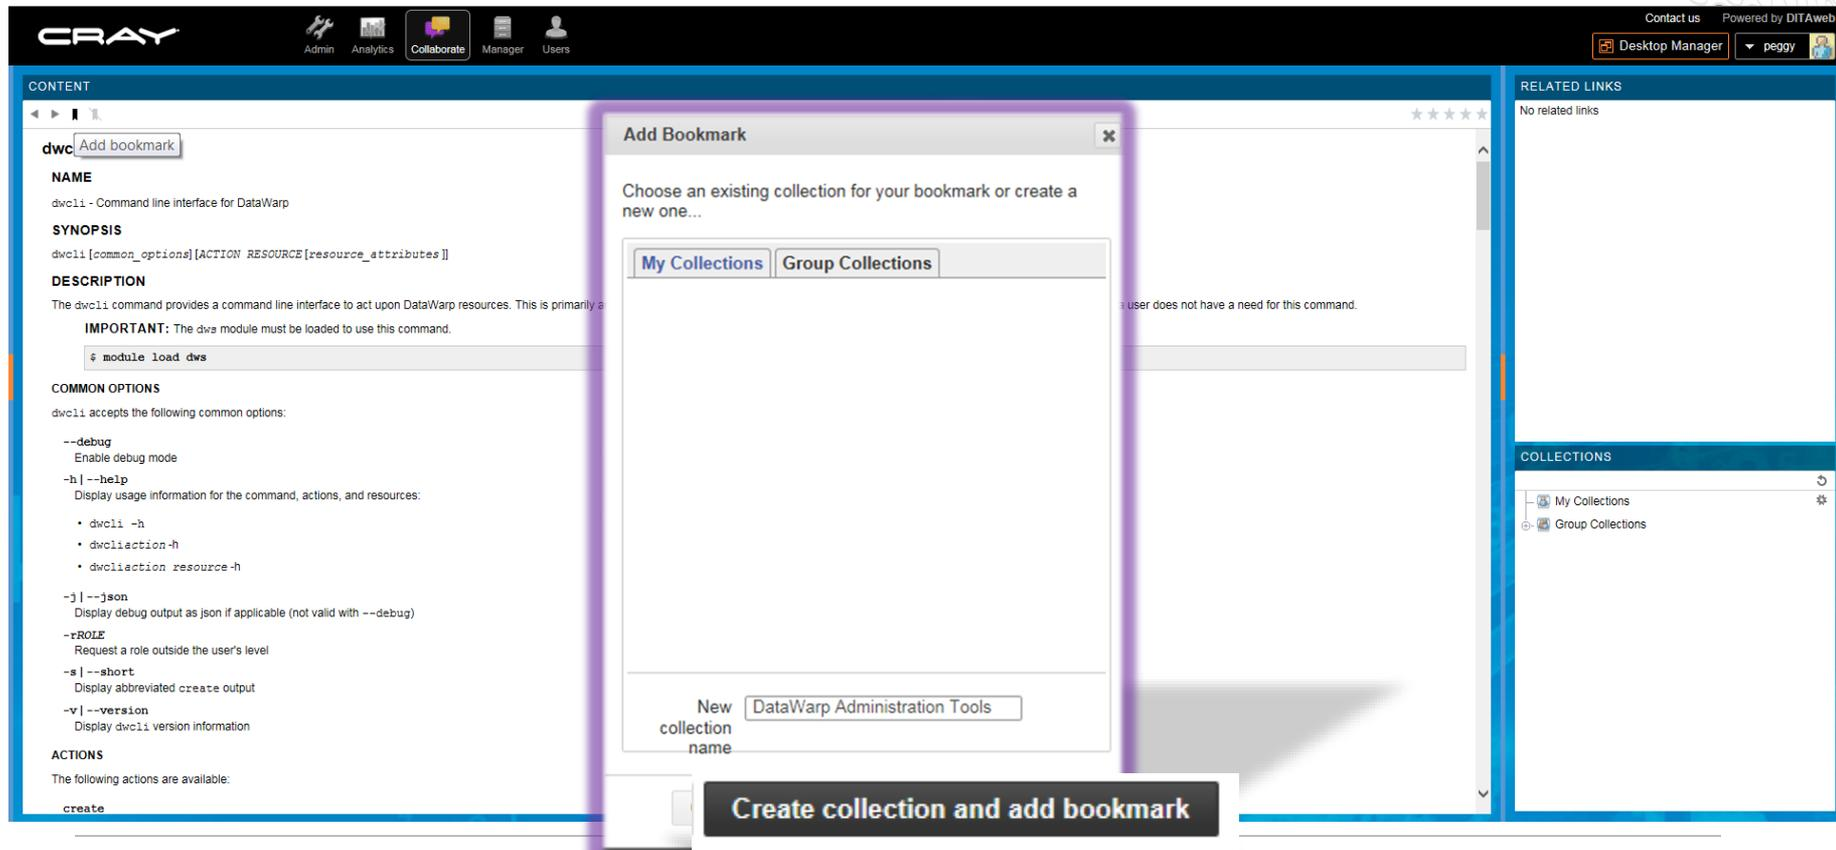 Contact us Powered by DITAweb
CRAY
Admin Analytics Collaborate Manager Users
Desktop Manager peggy
CONTENT
Add bookmark
dwc
NAME
dwcli - Command line interface for DataWarp
SYNOPSIS
dwcli [common_options] [ACTION RESOURCE [resource_attributes ]]
DESCRIPTION
The dwcli command provides a command line interface to act upon DataWarp resources. This is primarily a
user does not have a need for this command.
IMPORTANT: The dws module must be loaded to use this command.
$ module load dws
COMMON OPTIONS
dwcli accepts the following common options:
--debug
Enable debug mode
-h|--help
Display usage information for the command, actions, and resources:
• dwcli -h
• dwcliaction -h
• dwcliaction resource -h
-j|--json
Display debug output as json if applicable (not valid with --debug)
-rROLE
Request a role outside the user's level
-s|--short
Display abbreviated create output
-v|--version
Display dwcli version information
ACTIONS
The following actions are available:
create
Add Bookmark
Choose an existing collection for your bookmark or create a
new one...
My Collections Group Collections
New
collection
name
DataWarp Administration Tools
Create collection and add bookmark
RELATED LINKS
No related links
COLLECTIONS
My Collections
Group Collections